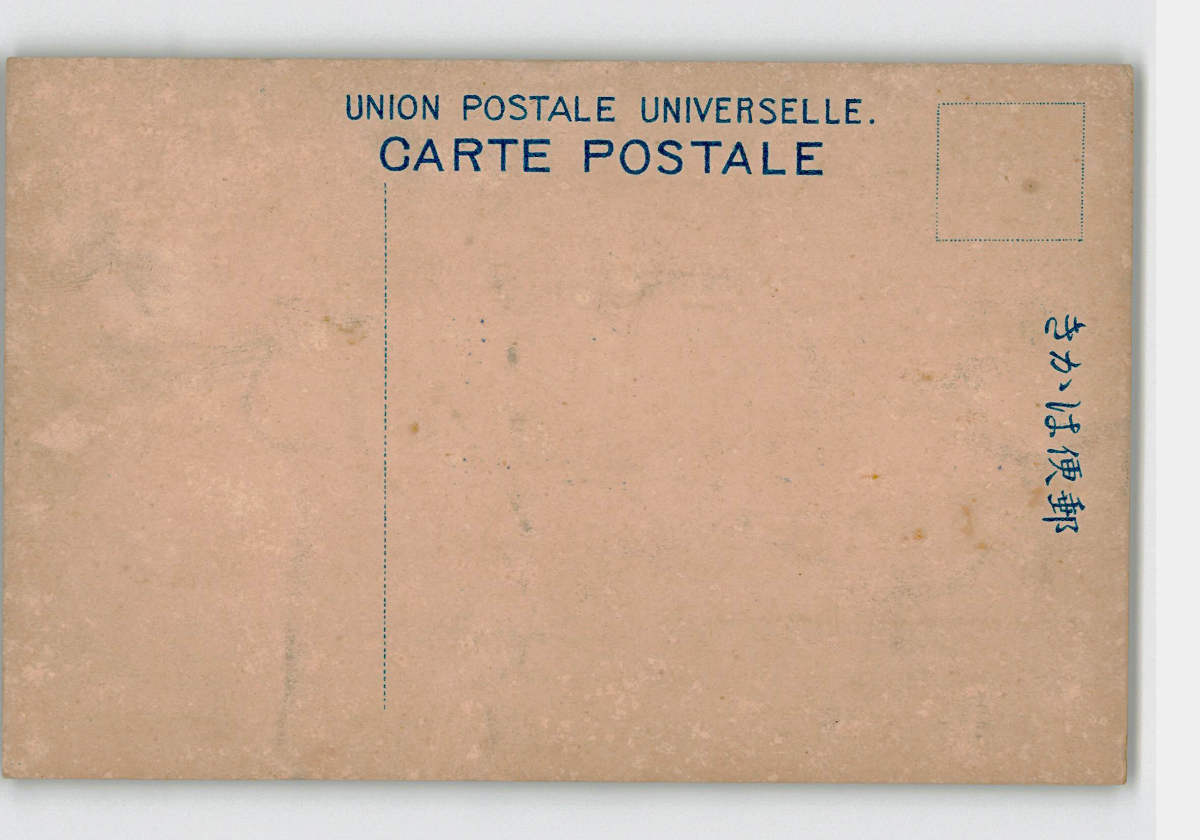 UNION POSTALE UNIVERSELLE.
CARTE POSTALE
きかは便郵